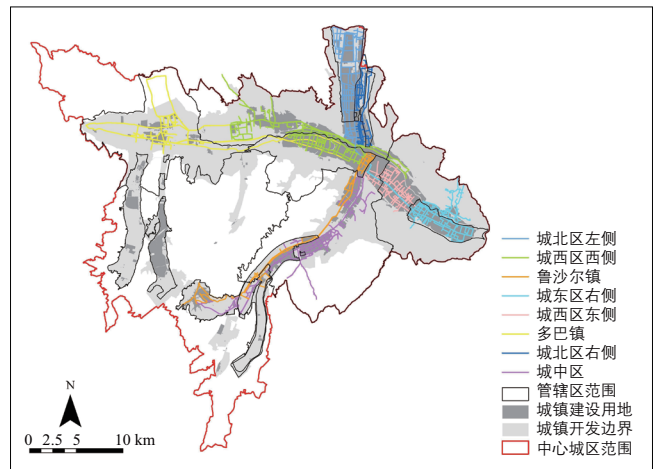 城北区左侧
城西区西侧
鲁沙尔镇
城东区右侧
城西区东侧
多巴镇
城北区右侧
城中区
管辖区范围
城镇建设用地
城镇开发边界
中心城区范围
N
0 2.5 5 10 km